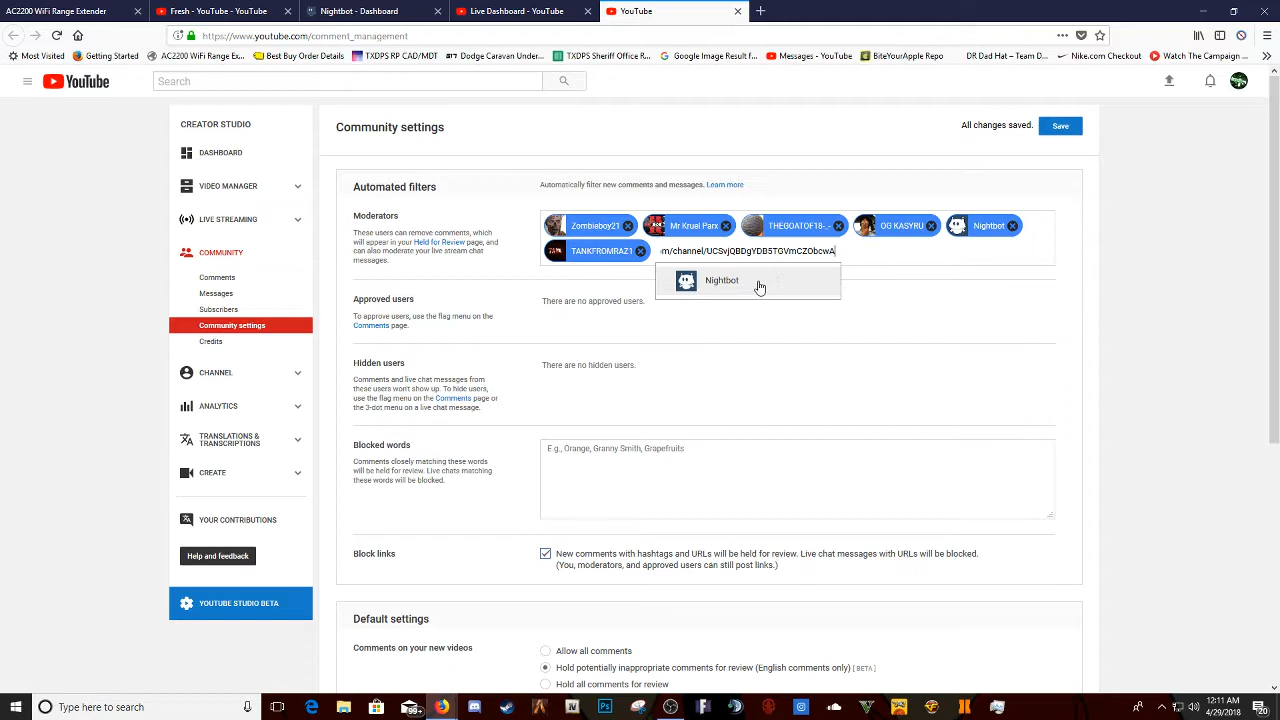 AC2200 WiFi Range Extender
Fresh - YouTube - YouTube
Nightbot - Dashboard
Live Dashboard - YouTube
YouTube
https://www.youtube.com/comment_management
Most Visited
Getting Started
AC2200 WiFi Range Ex...
Best Buy Order Details
TXDPS RP CAD/MDT
Dodge Caravan with L...
TXDPS Sheriff Office
Google Image Result f...
Messages - YouTube
BiteYourApple Repo
DR Dad Hat – Team D...
Nike.com Checkout
Watch The Campaign ...
YouTube
Search
CREATOR STUDIO
DASHBOARD
VIDEO MANAGER
LIVE STREAMING
COMMUNITY
Comments
Messages
Subscribers
Community settings
Credits
CHANNEL
ANALYTICS
TRANSLATIONS &
TRANSCRIPTIONS
CREATE
YOUR CONTRIBUTIONS
Help and feedback
YOUTUBE STUDIO BETA
Community settings
All changes saved.
Save
Automated filters
Automatically filter new comments and messages. Learn more
Moderators
These users can remove comments,
which will appear in your Held for Review page,
and can also moderate your live stream chat
messages.
Zombieboy21
Mr Kruel Parx
THEGOATOF18-_-
OG KASYRU
Nightbot
TANKFROMRAZ1
m/channel/UCSvjQBDgYDB5TGVmCZObcwA
Nightbot
Approved users
To approve users, use the flag menu on the
Comments page.
There are no approved users.
Hidden users
Comments and live chat messages from
these users won't show up. To hide users,
use the flag menu on the Comments page or
the 3-dot menu on a live chat message.
There are no hidden users.
Blocked words
Comments closely matching these words
will be held for review. Live chats matching
these words will be blocked.
E.g., Orange, Granny Smith, Grapefruits
Block links
New comments with hashtags and URLs will be held for review. Live chat messages with URLs will be blocked.
(You, moderators, and approved users can still post links.)
Default settings
Comments on your new videos
Allow all comments
Hold potentially inappropriate comments for review (English comments only) [BETA]
Hold all comments for review
Type here to search
99+
12:11 AM
4/29/2018
20